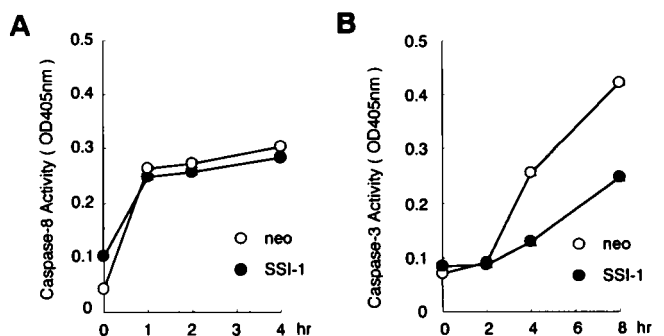 A
Caspase-8 Activity ( OD405nm)
0.5
0.4
0.3
0.2
0.1
0
neo
SSI-1
0 1 2 3 4 hr
B
Caspase-3 Activity ( OD405nm)
0.5
0.4
0.3
0.2
0.1
0
neo
SSI-1
0 2 4 6 8 hr